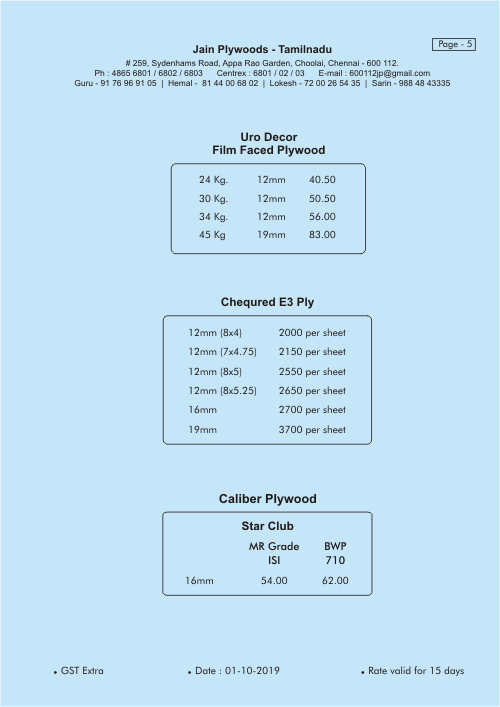 Page - 5
Jain Plywoods - Tamilnadu
# 259, Sydenhams Road, Appa Rao Garden, Choolai, Chennai - 600 112.
Ph : 4865 6801 / 6802 / 6803 Centrex : 6801 / 02 / 03 E-mail : 600112jp@gmail.com
Guru - 91 76 96 91 05 | Hemal - 81 44 00 68 02 | Lokesh - 72 00 26 54 35 | Sarin - 988 48 43335
Uro Decor
Film Faced Plywood
24 Kg. 12mm 40.50
30 Kg. 12mm 50.50
34 Kg. 12mm 56.00
45 Kg 19mm 83.00
Chequred E3 Ply
12mm (8x4) 2000 per sheet
12mm (7x4.75) 2150 per sheet
12mm (8x5) 2550 per sheet
12mm (8x5.25) 2650 per sheet
16mm 2700 per sheet
19mm 3700 per sheet
Caliber Plywood
Star Club
MR Grade BWP
ISI 710
16mm 54.00 62.00
• GST Extra • Date : 01-10-2019 • Rate valid for 15 days